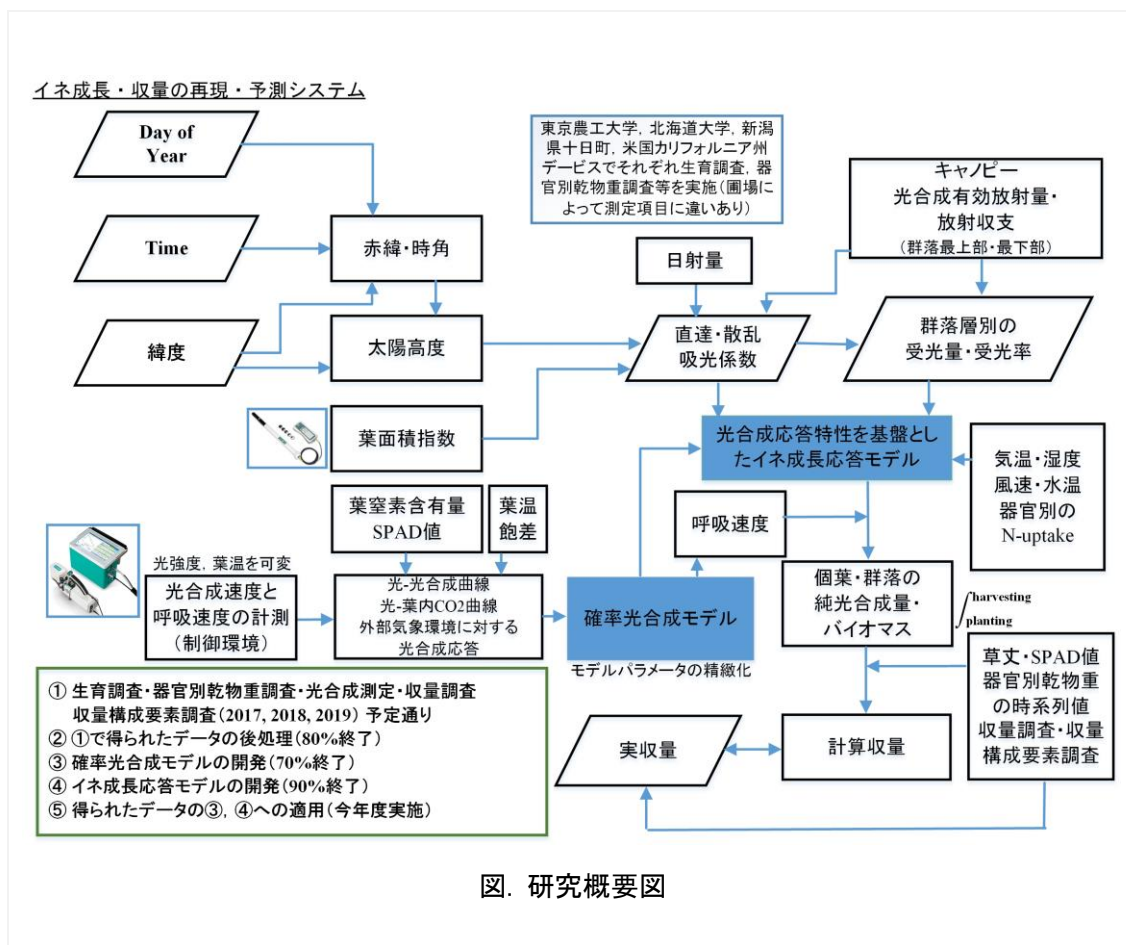 イネ成長・収量の再現・予測システム
Day of
Year
東京農工大学, 北海道大学, 新潟
県十日町, 米国カリフォルニア州
デービスでそれぞれ生育調査, 器
官別乾物重調査等を実施(圃場に
よって測定項目に違いあり)
キャノピー
光合成有効放射量・
放射収支
(群落最上部・最下部)
Time
赤緯・時角
日射量
緯度
太陽高度
直達・散乱
吸光係数
群落層別の
受光量・受光率
葉面積指数
光合成応答特性を基盤とし
たイネ成長応答モデル
気温・湿度
風速・水温
器官別の
N-uptake
葉窒素含有量
SPAD値
葉温
飽差
呼吸速度
光強度, 葉温を可変
光合成速度と
呼吸速度の計測
(制御環境)
光-光合成曲線
光-葉内CO2曲線
外部気象環境に対する
光合成応答
確率光合成モデル
モデルパラメータの精緻化
個葉・群落の
純光合成量・
バイオマス
harvesting
planting
草丈・SPAD値
器官別乾物重
の時系列値
収量調査・収量
構成要素調査
実収量
計算収量
① 生育調査・器官別乾物重調査・光合成測定・収量調査
収量構成要素調査(2017, 2018, 2019) 予定通り
② ①で得られたデータの後処理(80%終了)
③ 確率光合成モデルの開発(70%終了)
④ イネ成長応答モデルの開発(90%終了)
⑤ 得られたデータの③, ④への適用(今年度実施)
図. 研究概要図